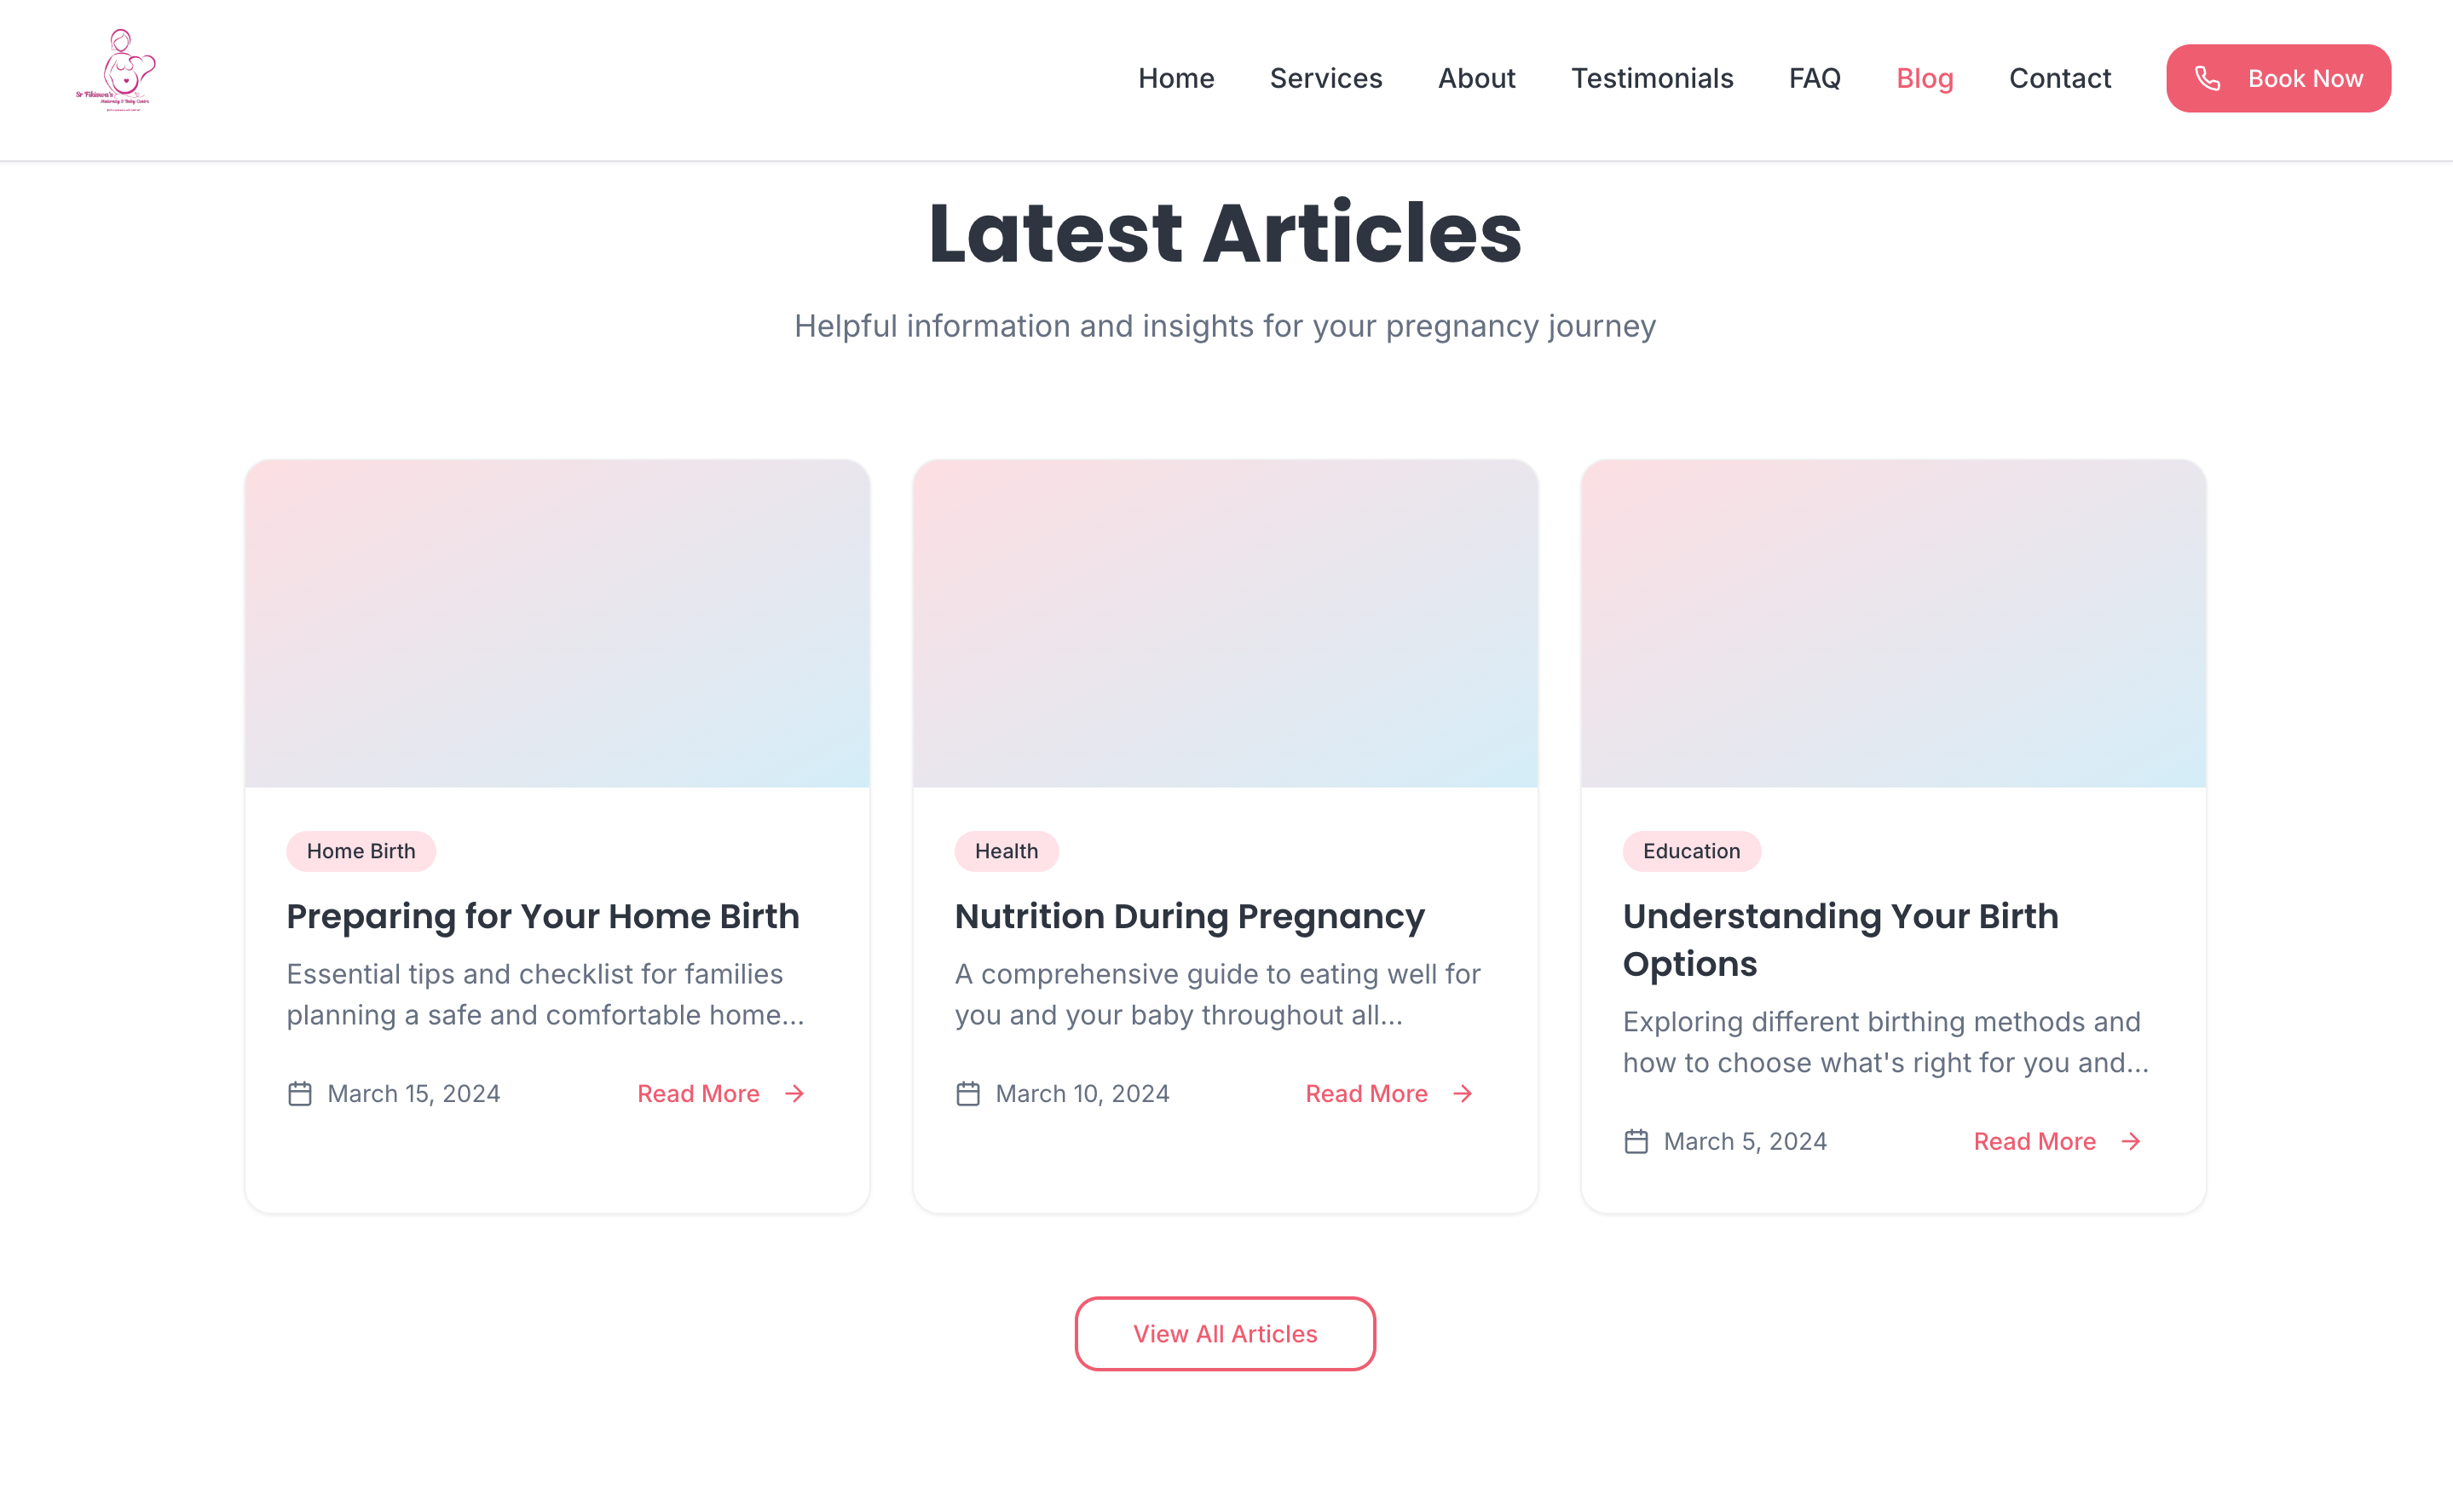 Sr Fikiswa's
Maternity & Baby Centre
Home
Services
About
Testimonials
FAQ
Blog
Contact
Book Now
Latest Articles
Helpful information and insights for your pregnancy journey
Home Birth
Preparing for Your Home Birth
Essential tips and checklist for families
planning a safe and comfortable home...
March 15, 2024
Read More
Health
Nutrition During Pregnancy
A comprehensive guide to eating well for
you and your baby throughout all...
March 10, 2024
Read More
Education
Understanding Your Birth
Options
Exploring different birthing methods and
how to choose what's right for you and...
March 5, 2024
Read More
View All Articles